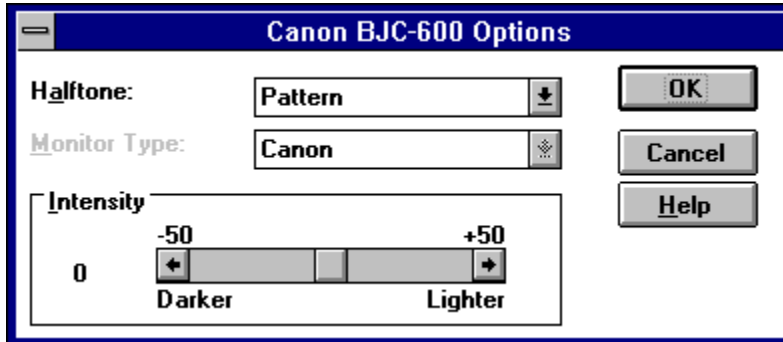 Canon BJC-600 Options
Halftone: Pattern OK
Monitor Type: Canon Cancel
Help
Intensity
-50 +50
0
Darker Lighter